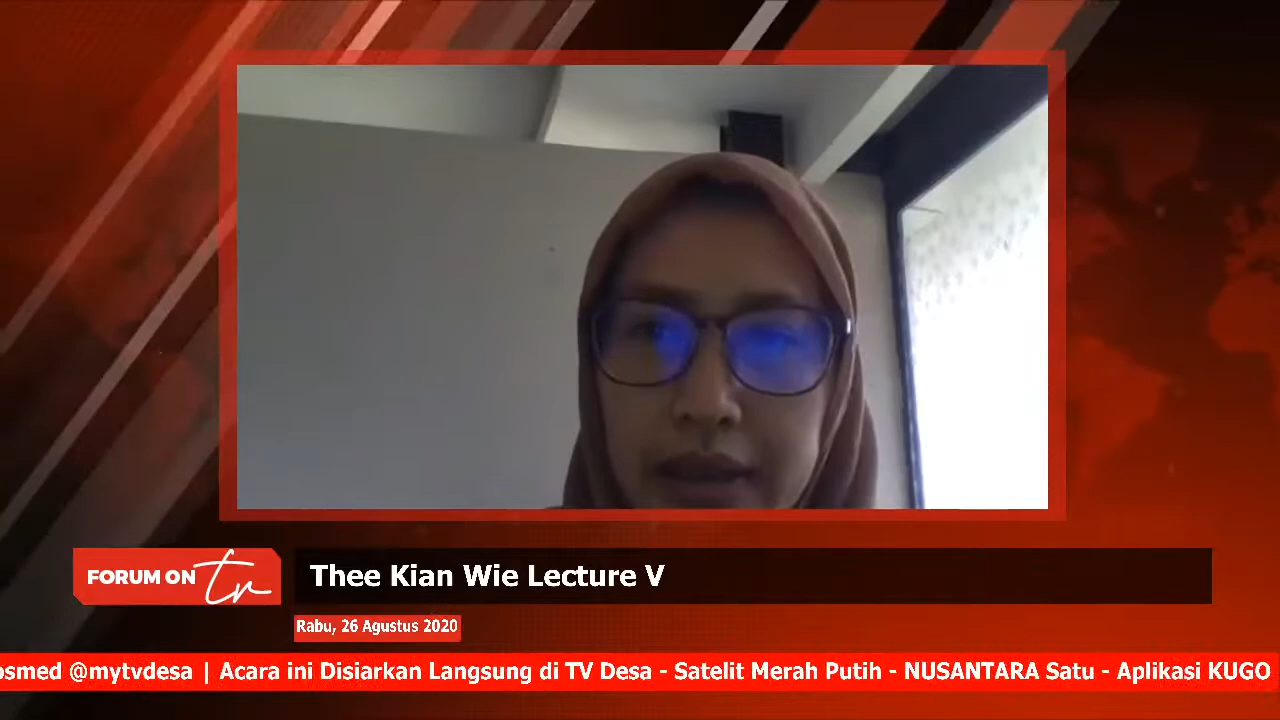 FORUM ON tr
Thee Kian Wie Lecture V
Rabu, 26 Agustus 2020
osmed @mytvdesa | Acara ini Disiarkan Langsung di TV Desa - Satelit Merah Putih - NUSANTARA Satu - Aplikasi KUGO